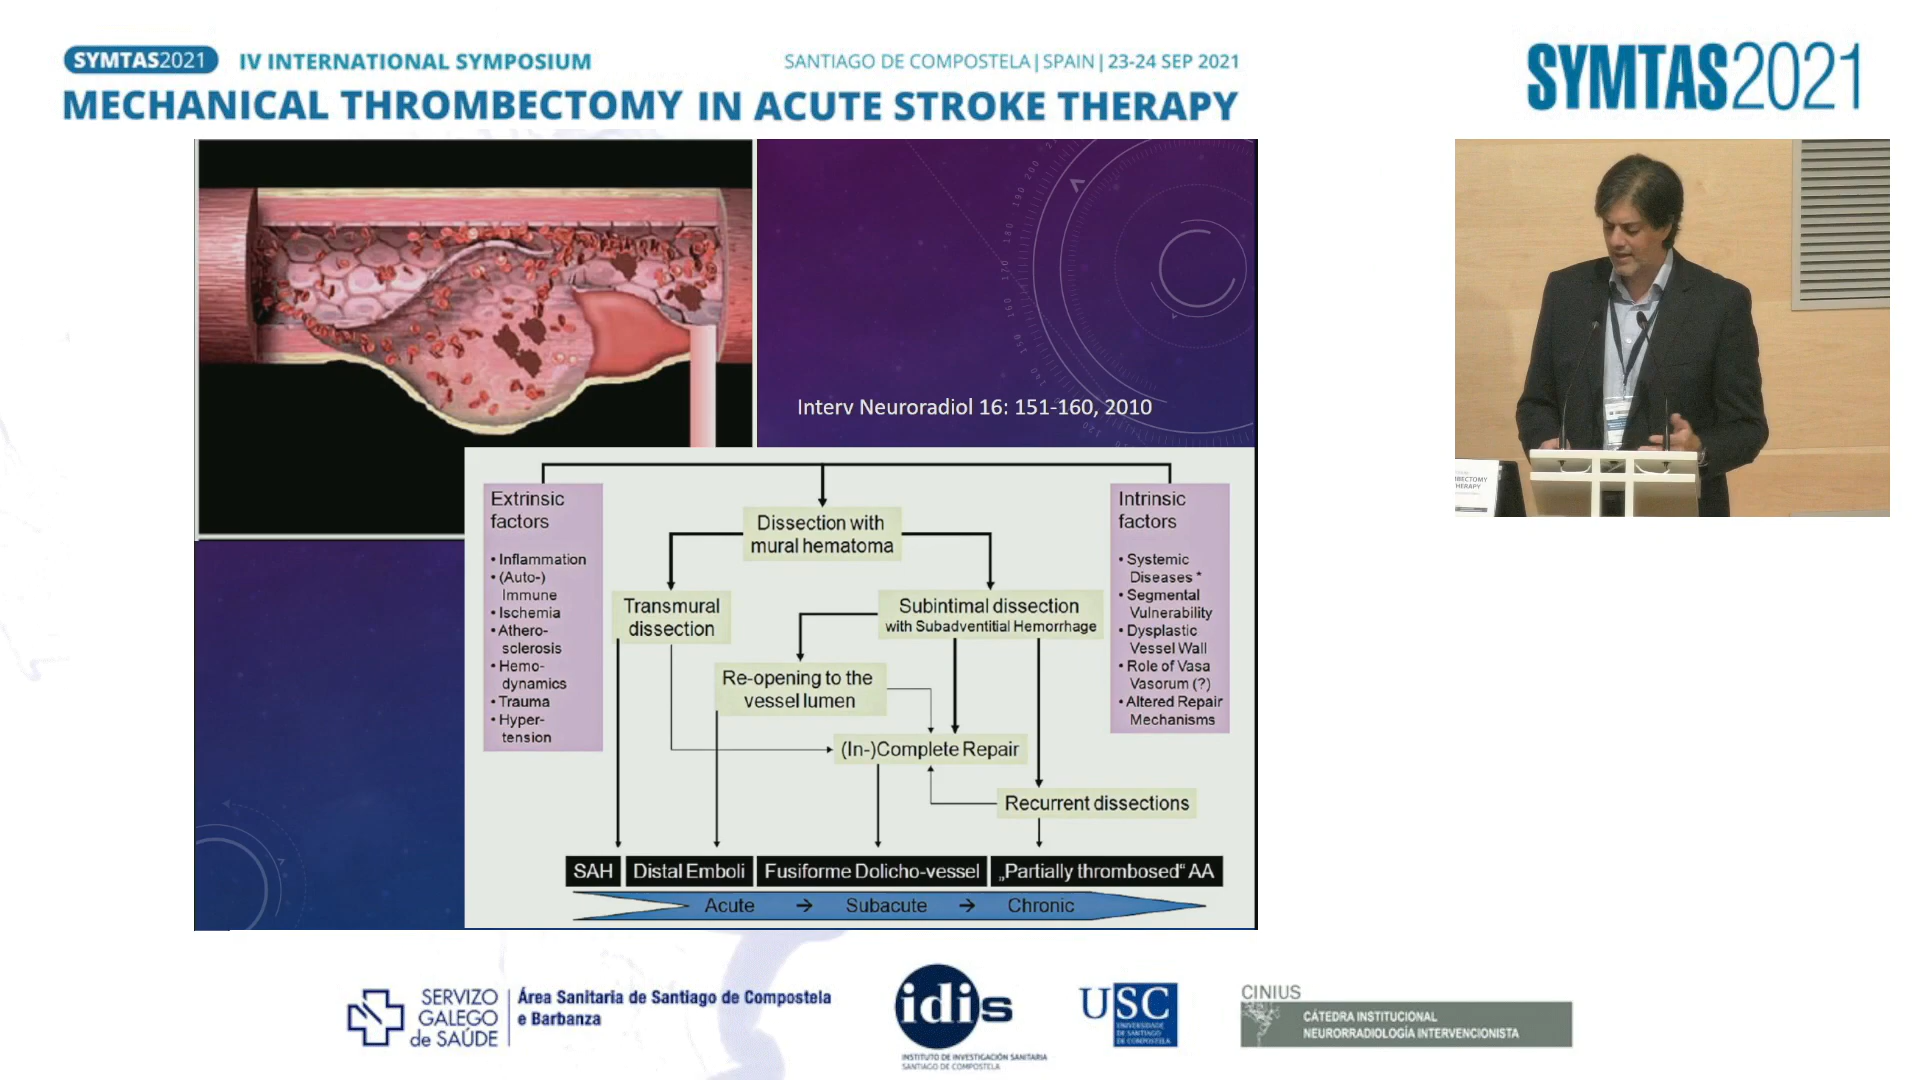 SYMTAS2021 IV INTERNATIONAL SYMPOSIUM
SANTIAGO DE COMPOSTELA | SPAIN | 23-24 SEP 2021
MECHANICAL THROMBECTOMY IN ACUTE STROKE THERAPY
SYMTAS2021
Interv Neuroradiol 16: 151-160, 2010
Extrinsic
factors
• Inflammation
• (Auto-)
Immune
• Ischemia
• Athero-
sclerosis
• Hemo-
dynamics
• Trauma
• Hyper-
tension
Dissection with
mural hematoma
Transmural
dissection
Subintimal dissection
with Subadventitial Hemorrhage
Re-opening to the
vessel lumen
(In-)Complete Repair
Recurrent dissections
Intrinsic
factors
• Systemic
Diseases *
• Segmental
Vulnerability
• Dysplastic
Vessel Wall
• Role of Vasa
Vasorum (?)
• Altered Repair
Mechanisms
SAH
Distal Emboli
Fusiforme Dolicho-vessel
„Partially thrombosed“ AA
Acute → Subacute → Chronic
BECTOMY
HERAPY
SERVIZO
GALEGO
de SAÚDE
Área Sanitaria de Santiago de Compostela
e Barbanza
idis
INSTITUTO DE INVESTIGACIÓN SANITARIA
SANTIAGO DE COMPOSTELA
USC
UNIVERSIDADE
DE SANTIAGO
DE COMPOSTELA
CINIUS
CÁTEDRA INSTITUCIONAL
NEURORRADIOLOGÍA INTERVENCIONISTA